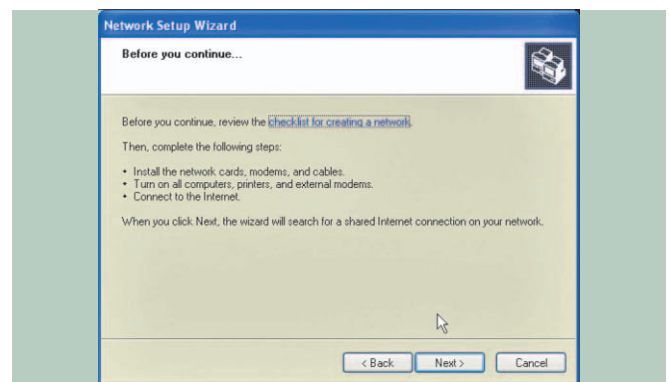 Network Setup Wizard
Before you continue...
Before you continue, review the checklist for creating a network.
Then, complete the following steps:
• Install the network cards, modems, and cables.
• Turn on all computers, printers, and external modems.
• Connect to the Internet.
When you click Next, the wizard will search for a shared Internet connection on your network.
< Back Next > Cancel